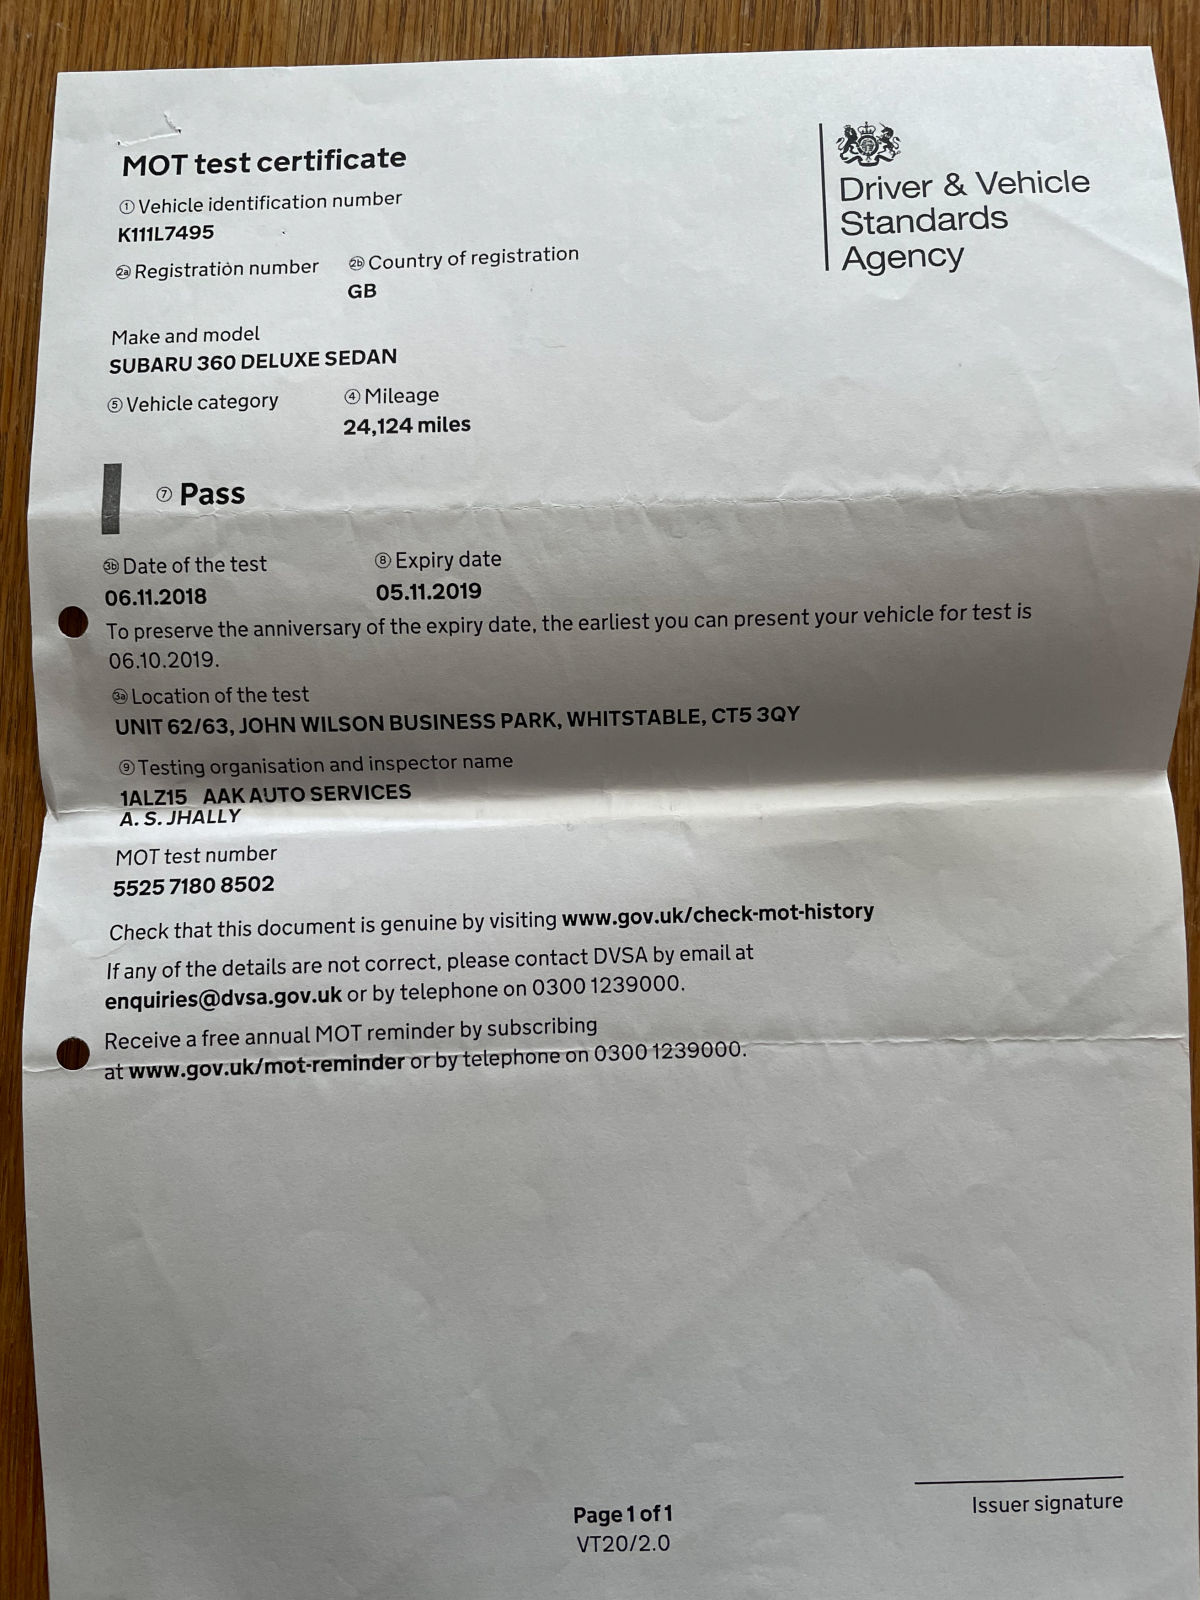 MOT test certificate
Driver & Vehicle
Standards
Agency
① Vehicle identification number
K111L7495
2a Registration number 2b Country of registration
GB
Make and model
SUBARU 360 DELUXE SEDAN
⑤ Vehicle category ④ Mileage
24,124 miles
⑦ Pass
3b Date of the test ⑧ Expiry date
06.11.2018 05.11.2019
To preserve the anniversary of the expiry date, the earliest you can present your vehicle for test is
06.10.2019.
3a Location of the test
UNIT 62/63, JOHN WILSON BUSINESS PARK, WHITSTABLE, CT5 3QY
⑨ Testing organisation and inspector name
1ALZ15 AAK AUTO SERVICES
A. S. JHALLY
MOT test number
5525 7180 8502
Check that this document is genuine by visiting www.gov.uk/check-mot-history
If any of the details are not correct, please contact DVSA by email at
enquiries@dvsa.gov.uk or by telephone on 0300 1239000.
Receive a free annual MOT reminder by subscribing
at www.gov.uk/mot-reminder or by telephone on 0300 1239000.
Issuer signature
Page 1 of 1
VT20/2.0